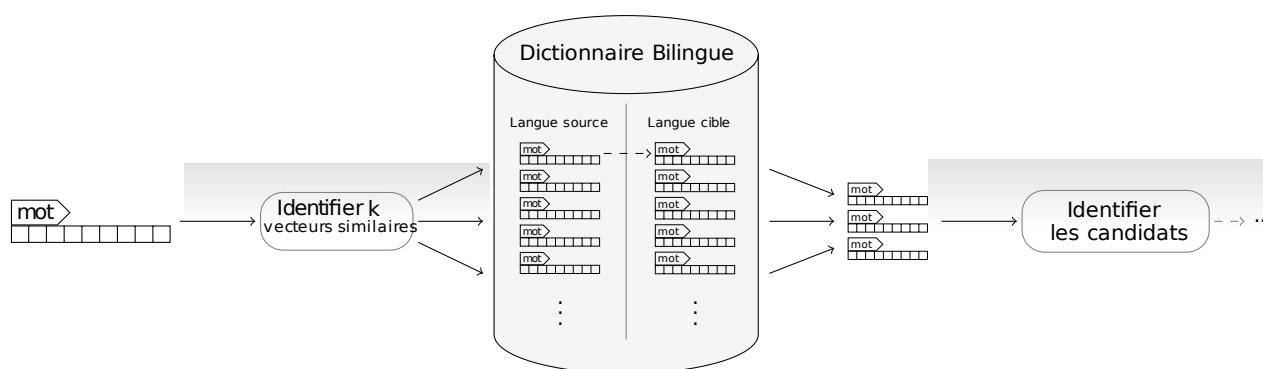 mot
Identifier k
vecteurs similaires
Dictionnaire Bilingue
Langue source
Langue cible
mot
mot
mot
mot
mot
mot
mot
mot
mot
mot
mot
mot
mot
Identifier
les candidats
...